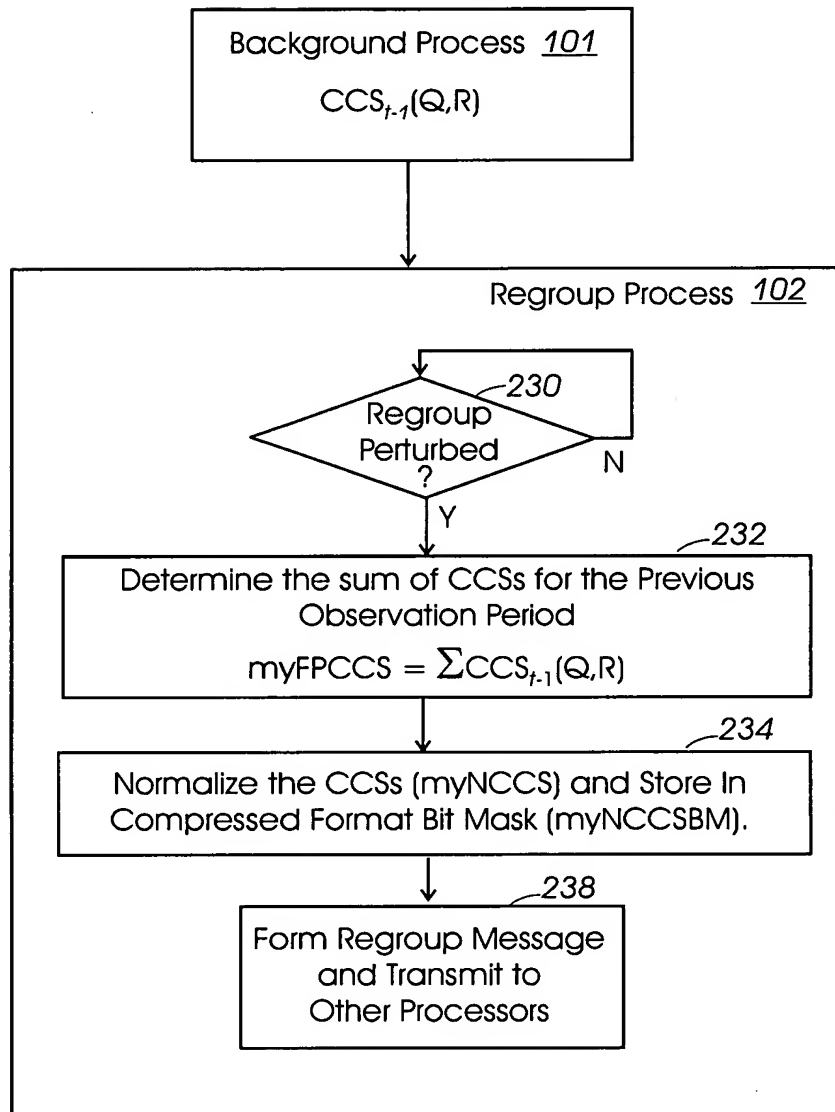 Background Process 101
CCSt-1(Q,R)
Regroup Process 102
230
Regroup
Perturbed
?
N
Y
232
Determine the sum of CCSs for the Previous
Observation Period
myFPCCS = ΣCCSt-1(Q,R)
234
Normalize the CCSs (myNCCS) and Store In
Compressed Format Bit Mask (myNCCSBM).
238
Form Regroup Message
and Transmit to
Other Processors